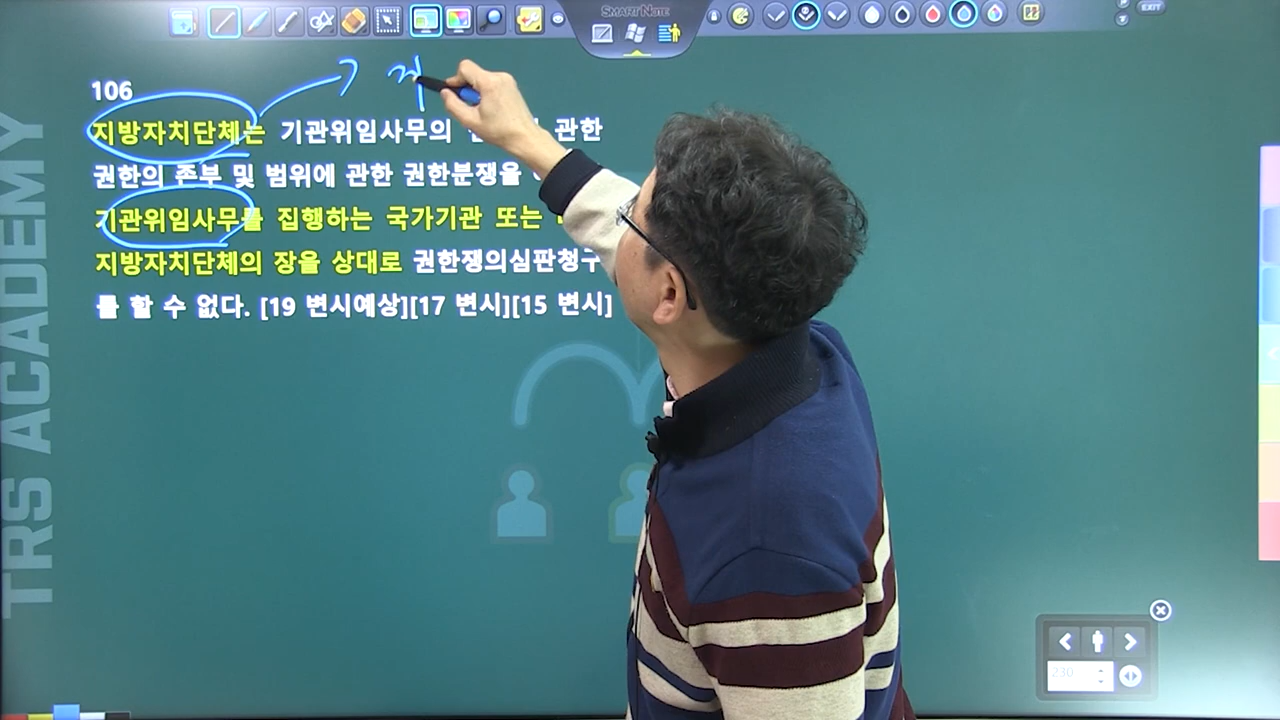 SMART NOTE
EXIT
106
지방자치단체는 기관위임사무의 관한
권한의 존부 및 범위에 관한 권한분쟁을
기관위임사무를 집행하는 국가기관 또는
지방자치단체의 장을 상대로 권한쟁의심판청구
를 할 수 없다. [19 변시예상][17 변시][15 변시]
TRS ACADEMY
230